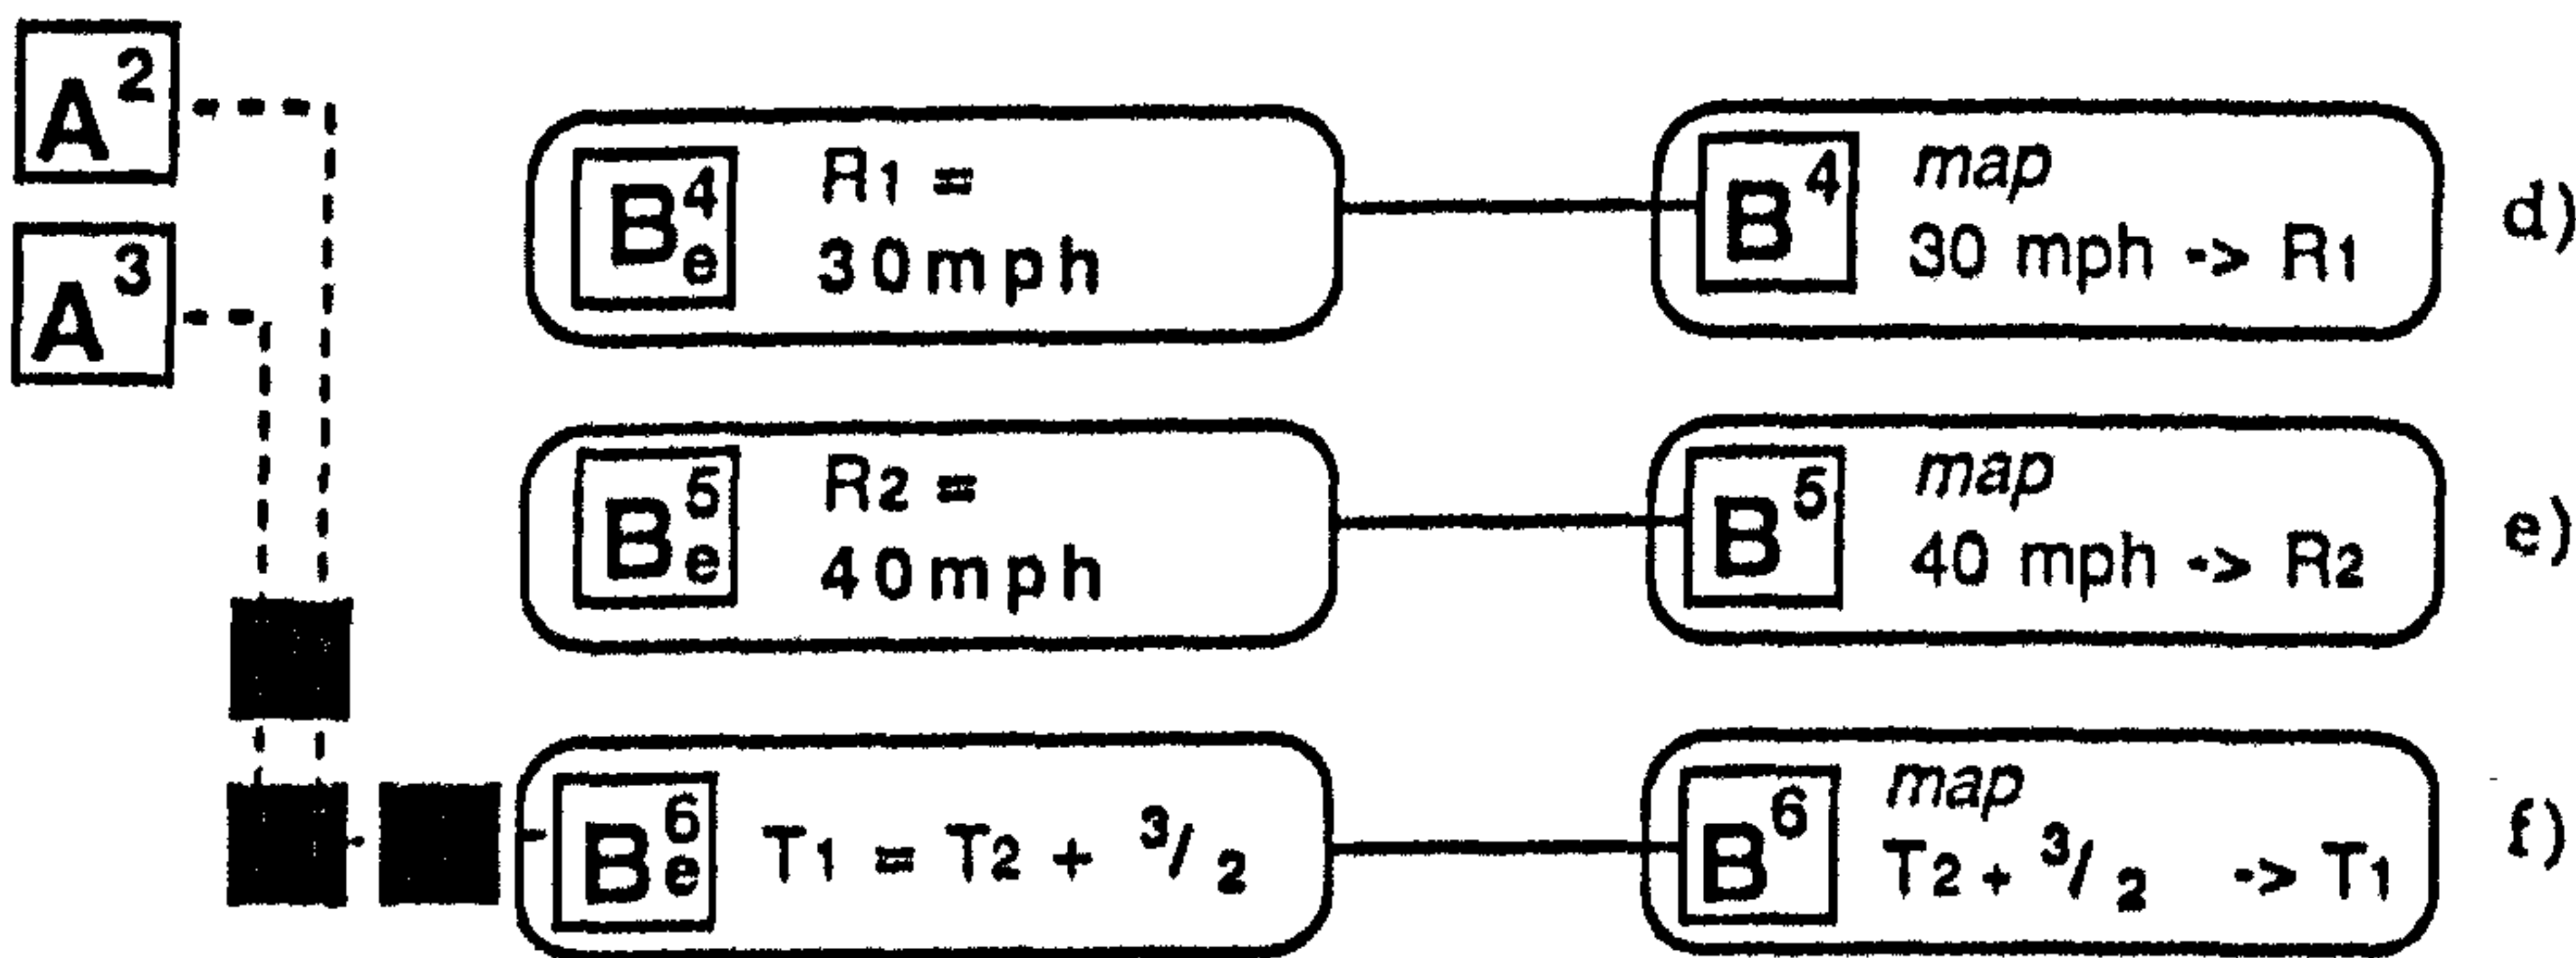 A²
A³
B⁴ₑ R1 = 30mph
B⁴ map 30 mph -> R1
d)
B⁵ₑ R2 = 40mph
B⁵ map 40 mph -> R2
e)
B⁶ₑ T1 = T2 + ³/₂
B⁶ map T2 + ³/₂ -> T1
f)